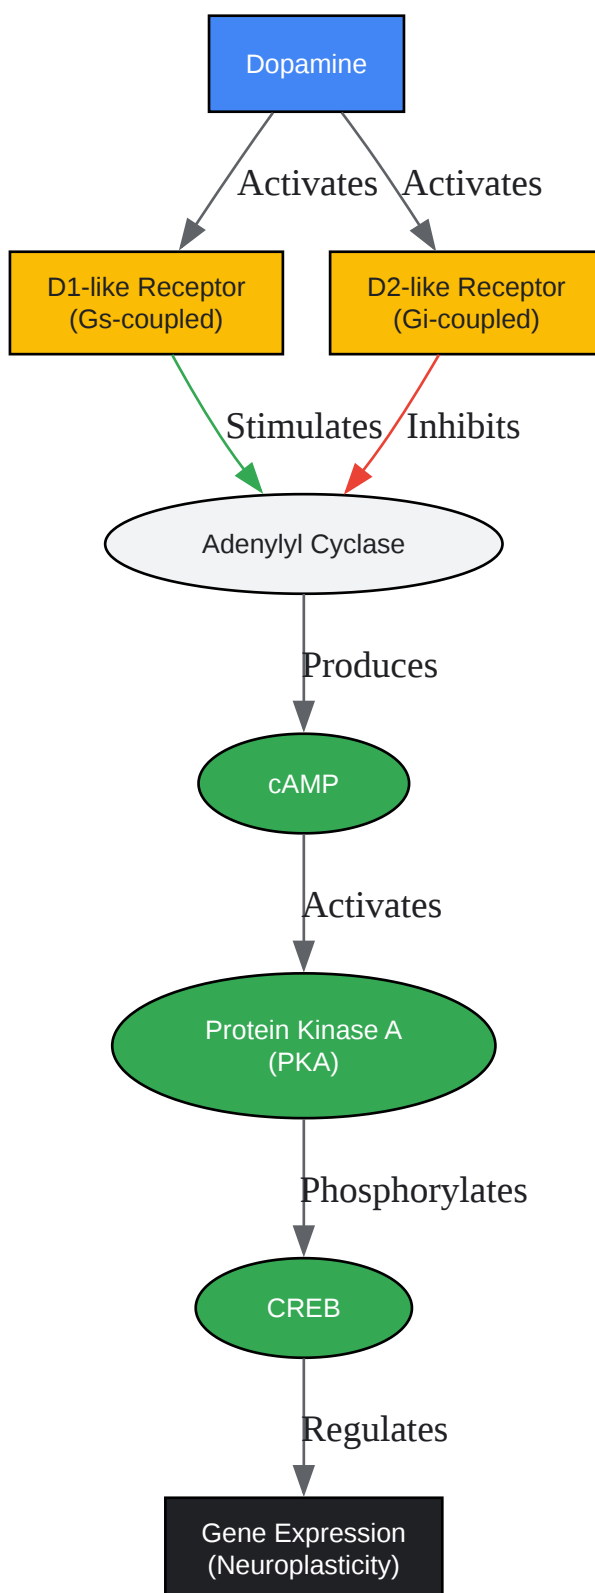 Dopamine
Activates
Activates
D1-like Receptor
(Gs-coupled)
D2-like Receptor
(Gi-coupled)
Stimulates
Inhibits
Adenylyl Cyclase
Produces
cAMP
Activates
Protein Kinase A
(PKA)
Phosphorylates
CREB
Regulates
Gene Expression
(Neuroplasticity)